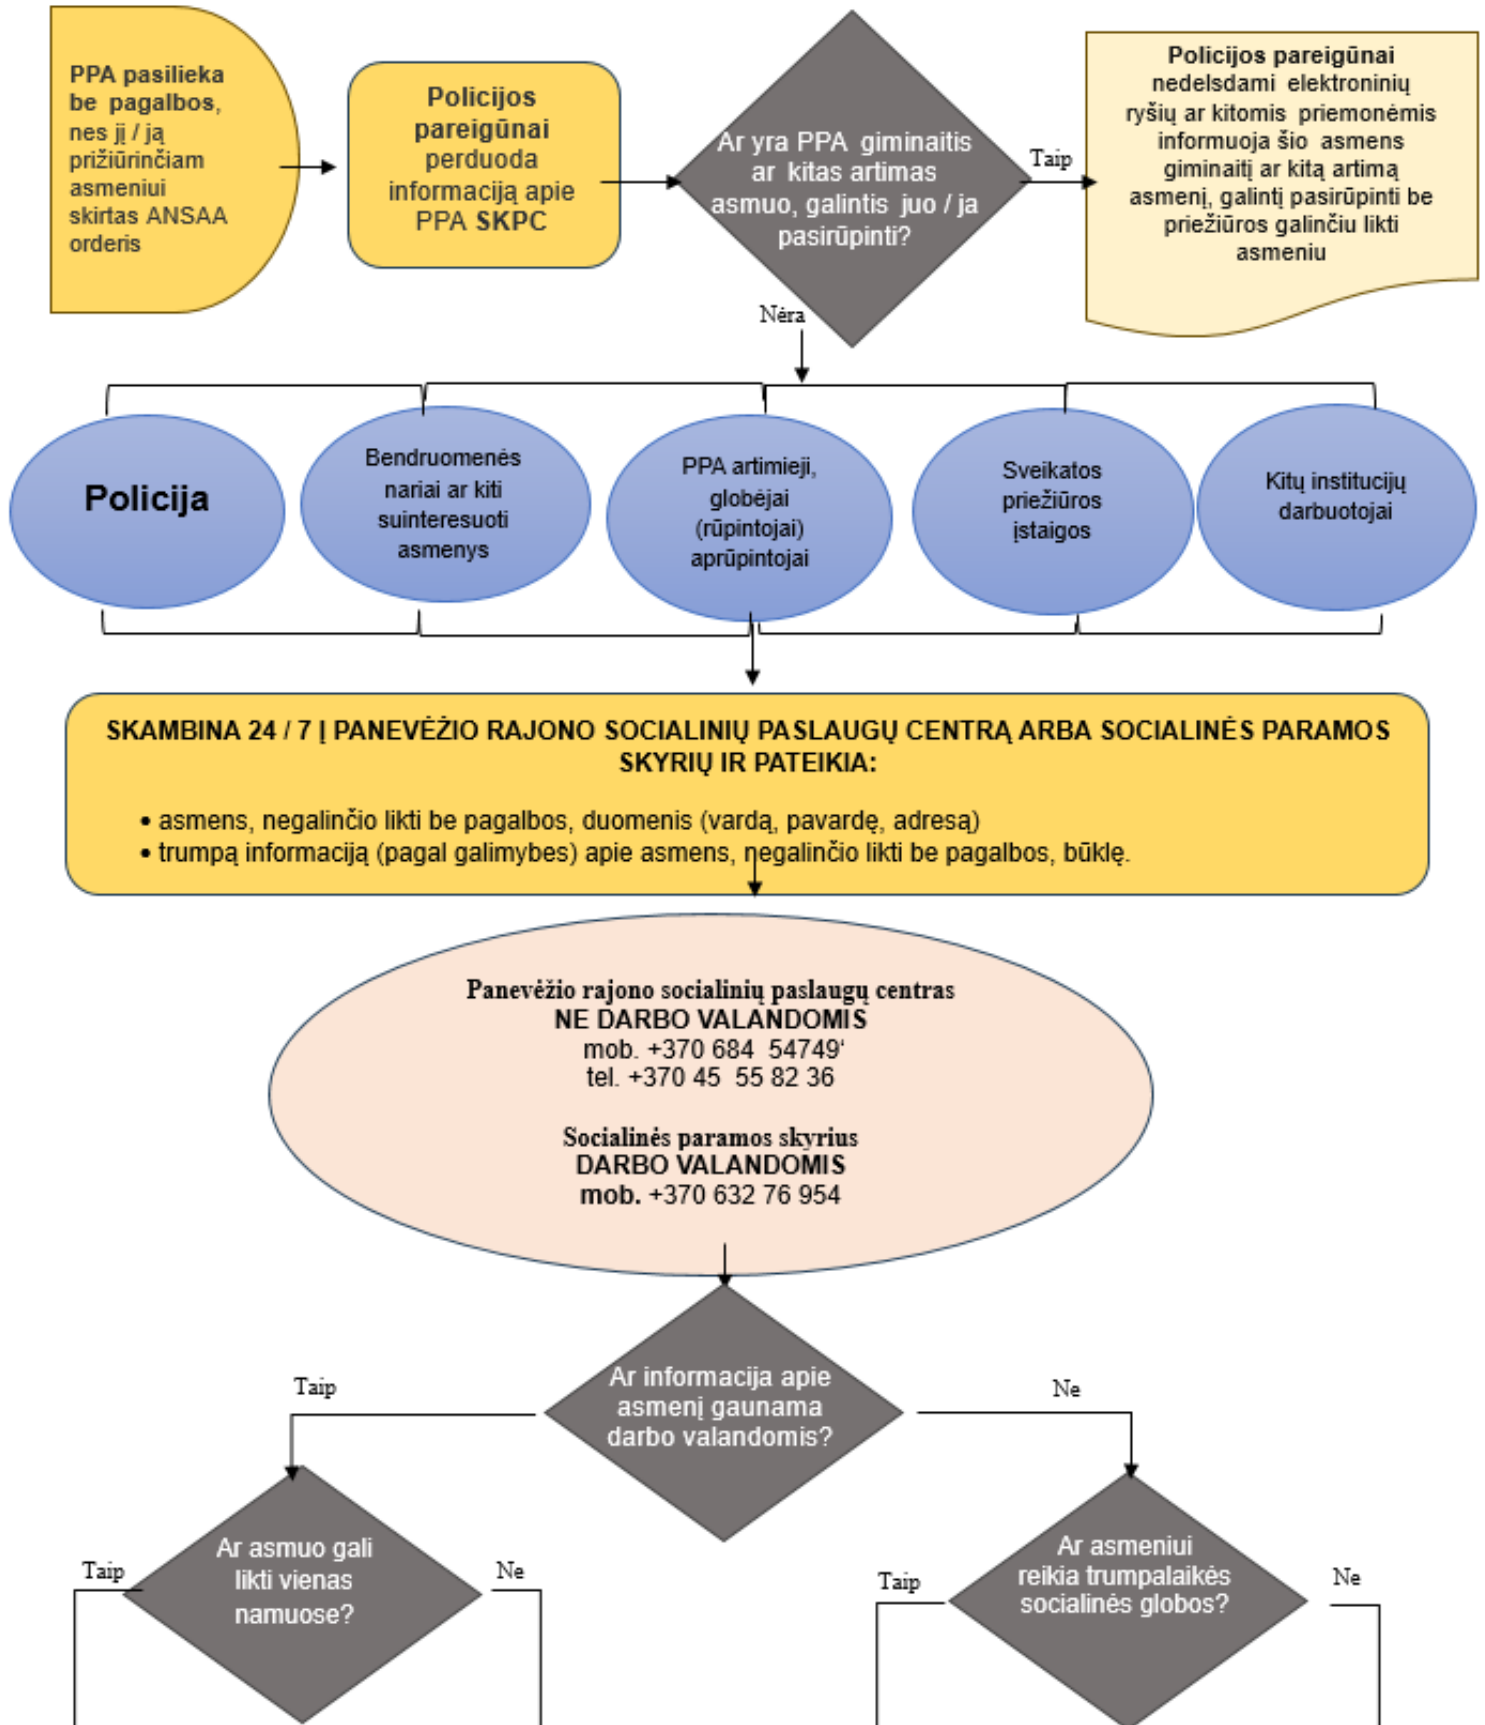 PPA pasilieka
be pagalbos,
nes jį / ją
prižiūrinčiam
asmeniui
skirtas ANSAA
orderis
Policijos
pareigūnai
perduoda
informaciją apie
PPA SKPC
Ar yra PPA giminaitis
ar kitas artimas
asmuo, galintis juo / ja
pasirūpinti?
Taip
Policijos pareigūnai
nedelsdami elektroninių
ryšių ar kitomis priemonėmis
informuoja šio asmens
giminaitį ar kitą artimą
asmenį, galintį pasirūpinti be
priežiūros galinčiu likti
asmeniu
Nėra
Policija
Bendruomenės
nariai ar kiti
suinteresuoti
asmenys
PPA artimieji,
globėjai
(rūpintojai)
aprūpintojai
Sveikatos
priežiūros
įstaigos
Kitų institucijų
darbuotojai
SKAMBINA 24 / 7 Į PANEVĖŽIO RAJONO SOCIALINIŲ PASLAUGŲ CENTRĄ ARBA SOCIALINĖS PARAMOS
SKYRIŲ IR PATEIKIA:
• asmens, negalinčio likti be pagalbos, duomenis (vardą, pavardę, adresą)
• trumpą informaciją (pagal galimybes) apie asmens, negalinčio likti be pagalbos, būklę.
Panevėžio rajono socialinių paslaugų centras
NE DARBO VALANDOMIS
mob. +370 684 54749‘
tel. +370 45 55 82 36
Socialinės paramos skyrius
DARBO VALANDOMIS
mob. +370 632 76 954
Ar informacija apie
asmenį gaunama
darbo valandomis?
Taip
Ne
Ar asmuo gali
likti vienas
namuose?
Taip
Ne
Ar asmeniui
reikia trumpalaikės
socialinės globos?
Taip
Ne